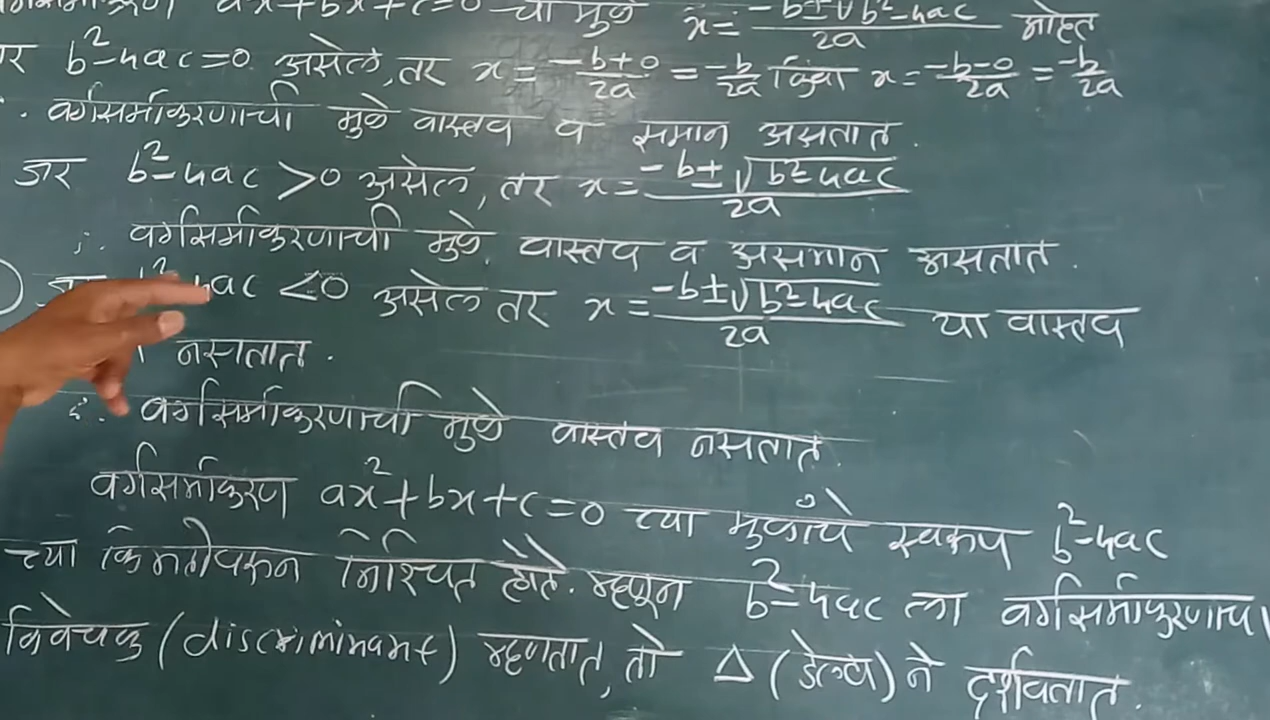 ax²+bx+c=0 ची मुळे x = -b±√b²-4ac / 2a आहेत
जर b²-4ac=0 असेल, तर x = -b+0/2a = -b/2a किंवा x = -b-0/2a = -b/2a
∴ वर्गसमीकरणाची मुळे वास्तव व समान असतात.
जर b²-4ac >0 असेल, तर x = -b±√b²-4ac / 2a
∴ वर्गसमीकरणाची मुळे, वास्तव व असमान असतात.
4ac <0 असेल तर x = -b±√b²-4ac / 2a या वास्तव
नसतात.
∴ वर्गसमीकरणाची मुळे वास्तव नसतात.
वर्गसमीकरण ax²+bx+c=0 च्या मुळांचे स्वरूप b²-4ac
च्या किमतीवरून निश्चित होते. म्हणून b²-4ac ला वर्गसमीकरणाचा
विवेचक (discriminant) म्हणतात, तो Δ (डेल्टा) ने दर्शवितात.